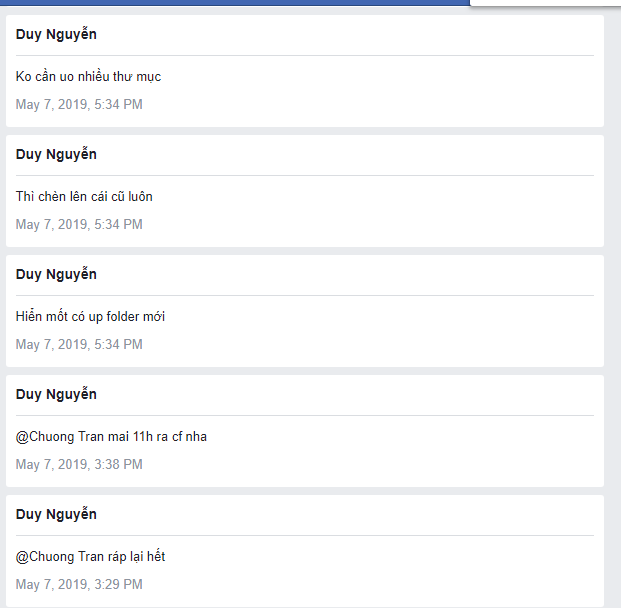 Duy Nguyễn
Ko cần uo nhiều thư mục
May 7, 2019, 5:34 PM
Duy Nguyễn
Thì chèn lên cái cũ luôn
May 7, 2019, 5:34 PM
Duy Nguyễn
Hiển mốt có up folder mới
May 7, 2019, 5:34 PM
Duy Nguyễn
@Chuong Tran mai 11h ra cf nha
May 7, 2019, 3:38 PM
Duy Nguyễn
@Chuong Tran ráp lại hết
May 7, 2019, 3:29 PM